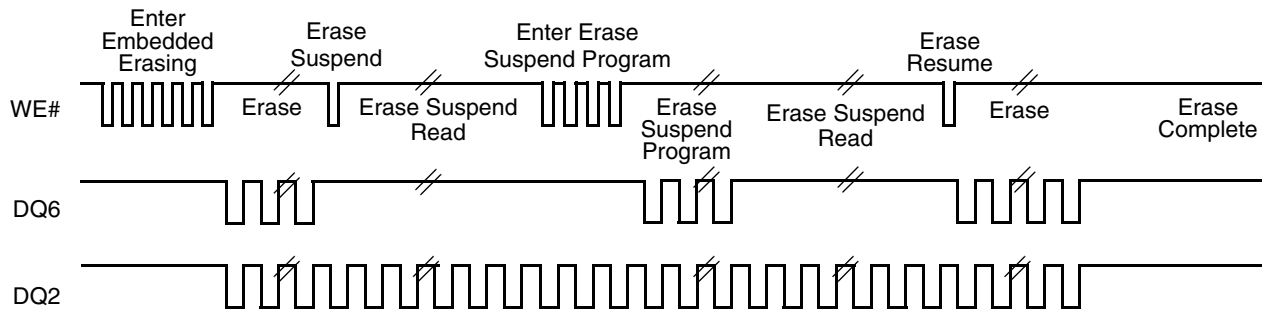 Enter
Embedded
Erasing
Erase
Suspend
Enter Erase
Suspend Program
Erase
Resume
WE#
Erase
Erase Suspend
Read
Erase
Suspend
Program
Erase Suspend
Read
Erase
Erase
Complete
DQ6
DQ2